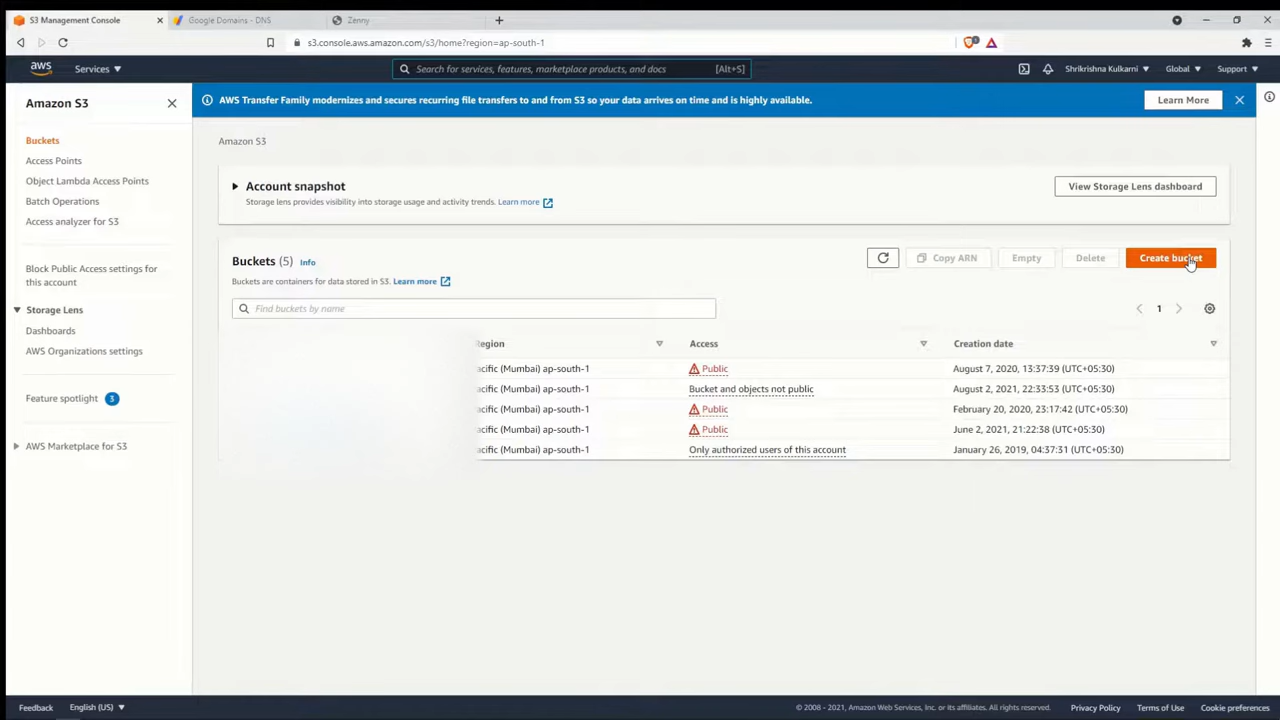 S3 Management Console
Google Domains - DNS
Zenny
s3.console.aws.amazon.com/s3/home?region=ap-south-1
aws
Services
Search for services, features, marketplace products, and docs
[Alt+S]
Shrikrishna Kulkarni
Global
Support
Amazon S3
AWS Transfer Family modernizes and secures recurring file transfers to and from S3 so your data arrives on time and is highly available.
Learn More
Buckets
Access Points
Object Lambda Access Points
Batch Operations
Access analyzer for S3
Block Public Access settings for
this account
Storage Lens
Dashboards
AWS Organizations settings
Feature spotlight 3
AWS Marketplace for S3
Amazon S3
Account snapshot
View Storage Lens dashboard
Storage lens provides visibility into storage usage and activity trends. Learn more
Buckets (5) Info
Copy ARN
Empty
Delete
Create bucket
Buckets are containers for data stored in S3. Learn more
Find buckets by name
1
Region
Access
Creation date
acific (Mumbai) ap-south-1
Public
August 7, 2020, 13:37:39 (UTC+05:30)
acific (Mumbai) ap-south-1
Bucket and objects not public
August 2, 2021, 22:33:53 (UTC+05:30)
acific (Mumbai) ap-south-1
Public
February 20, 2020, 23:17:42 (UTC+05:30)
acific (Mumbai) ap-south-1
Public
June 2, 2021, 21:22:38 (UTC+05:30)
acific (Mumbai) ap-south-1
Only authorized users of this account
January 26, 2019, 04:37:31 (UTC+05:30)
Feedback
English (US)
© 2008 - 2021, Amazon Web Services, Inc. or its affiliates. All rights reserved.
Privacy Policy
Terms of Use
Cookie preferences